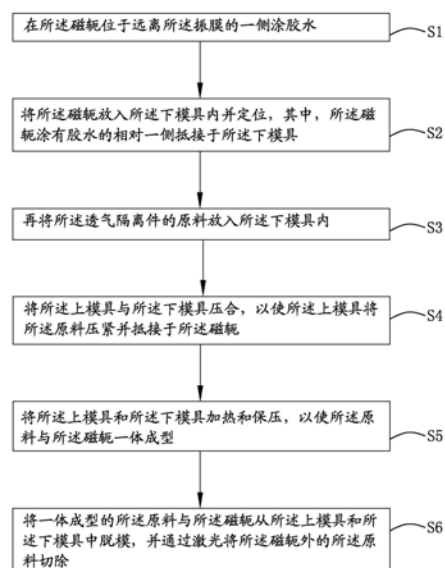 在所述磁轭位于远离所述振膜的一侧涂胶水
S1
将所述磁轭放入所述下模具内并定位，其中，所述磁
轭涂有胶水的相对一侧抵接于所述下模具
S2
再将所述透气隔离件的原料放入所述下模具内
S3
将所述上模具与所述下模具压合，以使所述上模具将
所述原料压紧并抵接于所述磁轭
S4
将所述上模具和所述下模具加热和保压，以使所述原
料与所述磁轭一体成型
S5
将一体成型的所述原料与所述磁轭从所述上模具和所
述下模具中脱模，并通过激光将所述磁轭外的所述原
料切除
S6